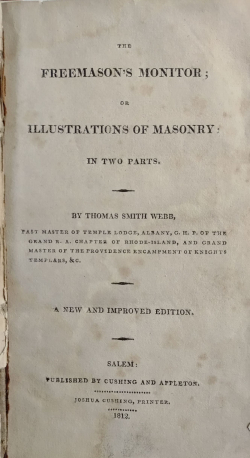 THE
FREEMASON'S MONITOR;
OR
ILLUSTRATIONS OF MASONRY:
IN TWO PARTS.
BY THOMAS SMITH WEBB,
PAST MASTER OF TEMPLE LODGE, ALBANY, G. H. P. OF THE
GRAND R. A. CHAPTER OF RHODE-ISLAND, AND GRAND
MASTER OF THE PROVIDENCE ENCAMPMENT OF KNIGHTS
TEMPLARS, &C.
A NEW AND IMPROVED EDITION.
SALEM:
PUBLISHED BY CUSHING AND APPLETON.
JOSHUA CUSHING, PRINTER.
1812.